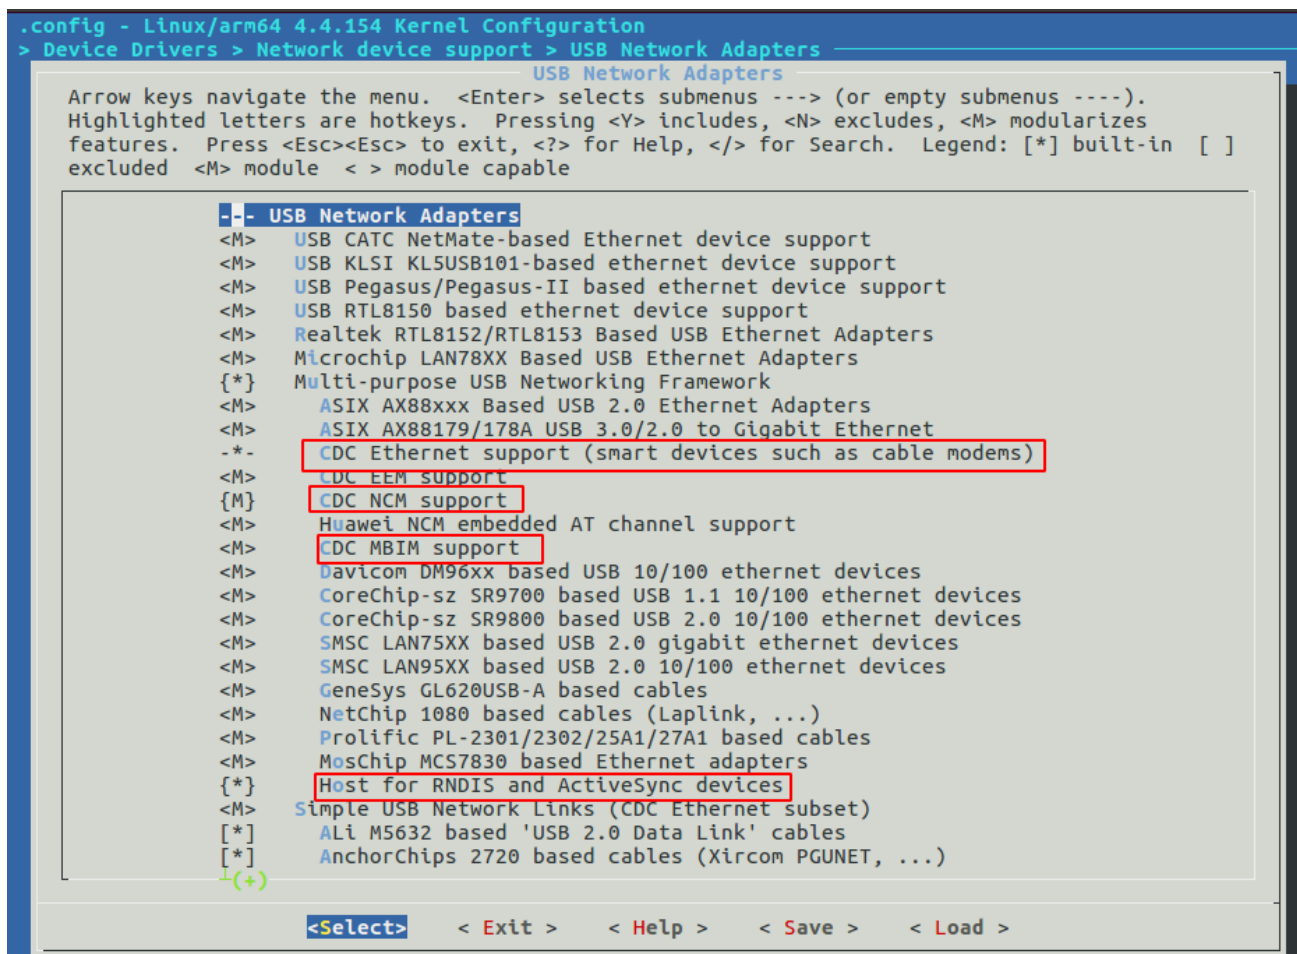 .config - Linux/arm64 4.4.154 Kernel Configuration
> Device Drivers > Network device support > USB Network Adapters
USB Network Adapters
Arrow keys navigate the menu.  <Enter> selects submenus ---> (or empty submenus ----).
Highlighted letters are hotkeys.  Pressing <Y> includes, <N> excludes, <M> modularizes
features.  Press <Esc><Esc> to exit, <?> for Help, </> for Search.  Legend: [*] built-in  [ ]
excluded  <M> module  < > module capable
--- USB Network Adapters
<M>   USB CATC NetMate-based Ethernet device support
<M>   USB KLSI KL5USB101-based ethernet device support
<M>   USB Pegasus/Pegasus-II based ethernet device support
<M>   USB RTL8150 based ethernet device support
<M>   Realtek RTL8152/RTL8153 Based USB Ethernet Adapters
<M>   Microchip LAN78XX Based USB Ethernet Adapters
{*}   Multi-purpose USB Networking Framework
<M>     ASIX AX88xxx Based USB 2.0 Ethernet Adapters
<M>     ASIX AX88179/178A USB 3.0/2.0 to Gigabit Ethernet
-*-     CDC Ethernet support (smart devices such as cable modems)
<M>     CDC EEM support
{M}     CDC NCM support
<M>     Huawei NCM embedded AT channel support
<M>     CDC MBIM support
<M>     Davicom DM96xx based USB 10/100 ethernet devices
<M>     CoreChip-sz SR9700 based USB 1.1 10/100 ethernet devices
<M>     CoreChip-sz SR9800 based USB 2.0 10/100 ethernet devices
<M>     SMSC LAN75XX based USB 2.0 gigabit ethernet devices
<M>     SMSC LAN95XX based USB 2.0 10/100 ethernet devices
<M>     GeneSys GL620USB-A based cables
<M>     NetChip 1080 based cables (Laplink, ...)
<M>     Prolific PL-2301/2302/25A1/27A1 based cables
<M>     MosChip MCS7830 based Ethernet adapters
{*}     Host for RNDIS and ActiveSync devices
<M>   Simple USB Network Links (CDC Ethernet subset)
[*]     ALi M5632 based 'USB 2.0 Data Link' cables
[*]     AnchorChips 2720 based cables (Xircom PGUNET, ...)
┴(+)
<Select>    < Exit >    < Help >    < Save >    < Load >